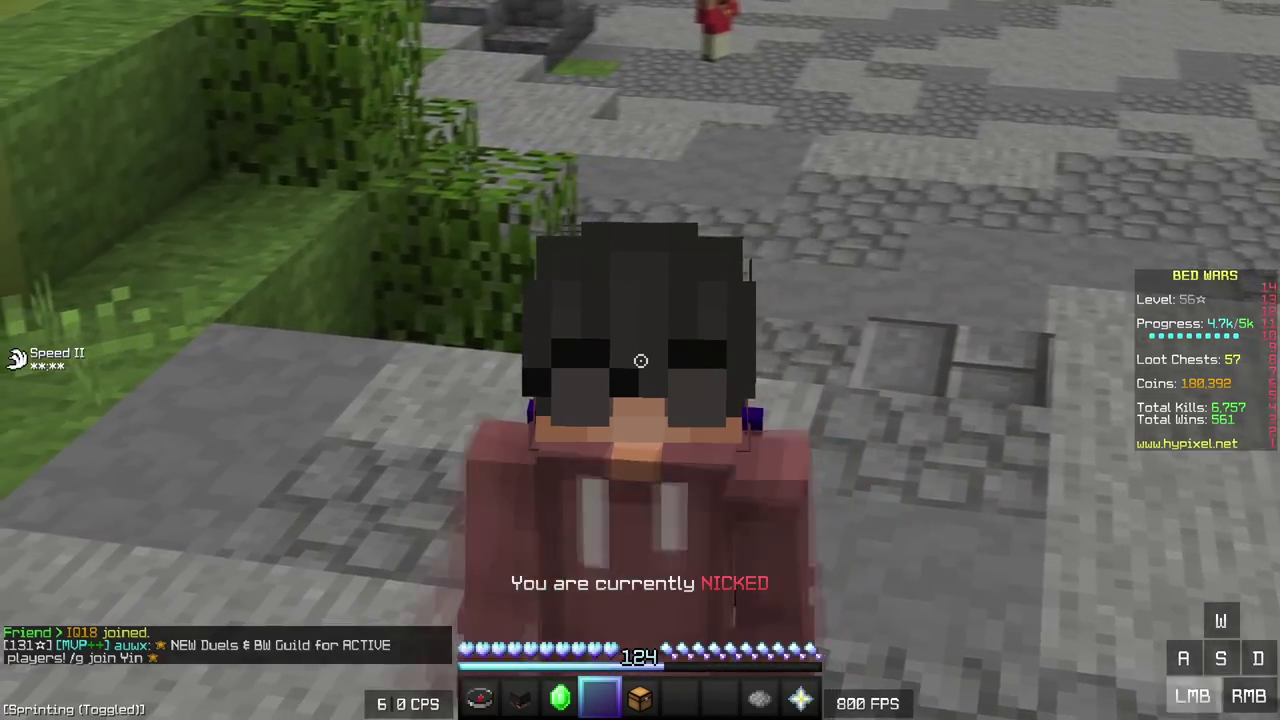 BED WARS
Level: 56☆
Progress: 4.7k/5k
Loot Chests: 57
Coins: 180,392
Total Kills: 6,757
Total Wins: 561
www.hypixel.net
Speed II
**:**
You are currently NICKED
Friend > IQ18 joined.
[131☆] [MVP++] auwx: ★ NEW Duels & BW Guild for ACTIVE
players! /g join Yin ★
[Sprinting (Toggled)]
124
6 | 0 CPS
800 FPS
W
A S D
LMB RMB